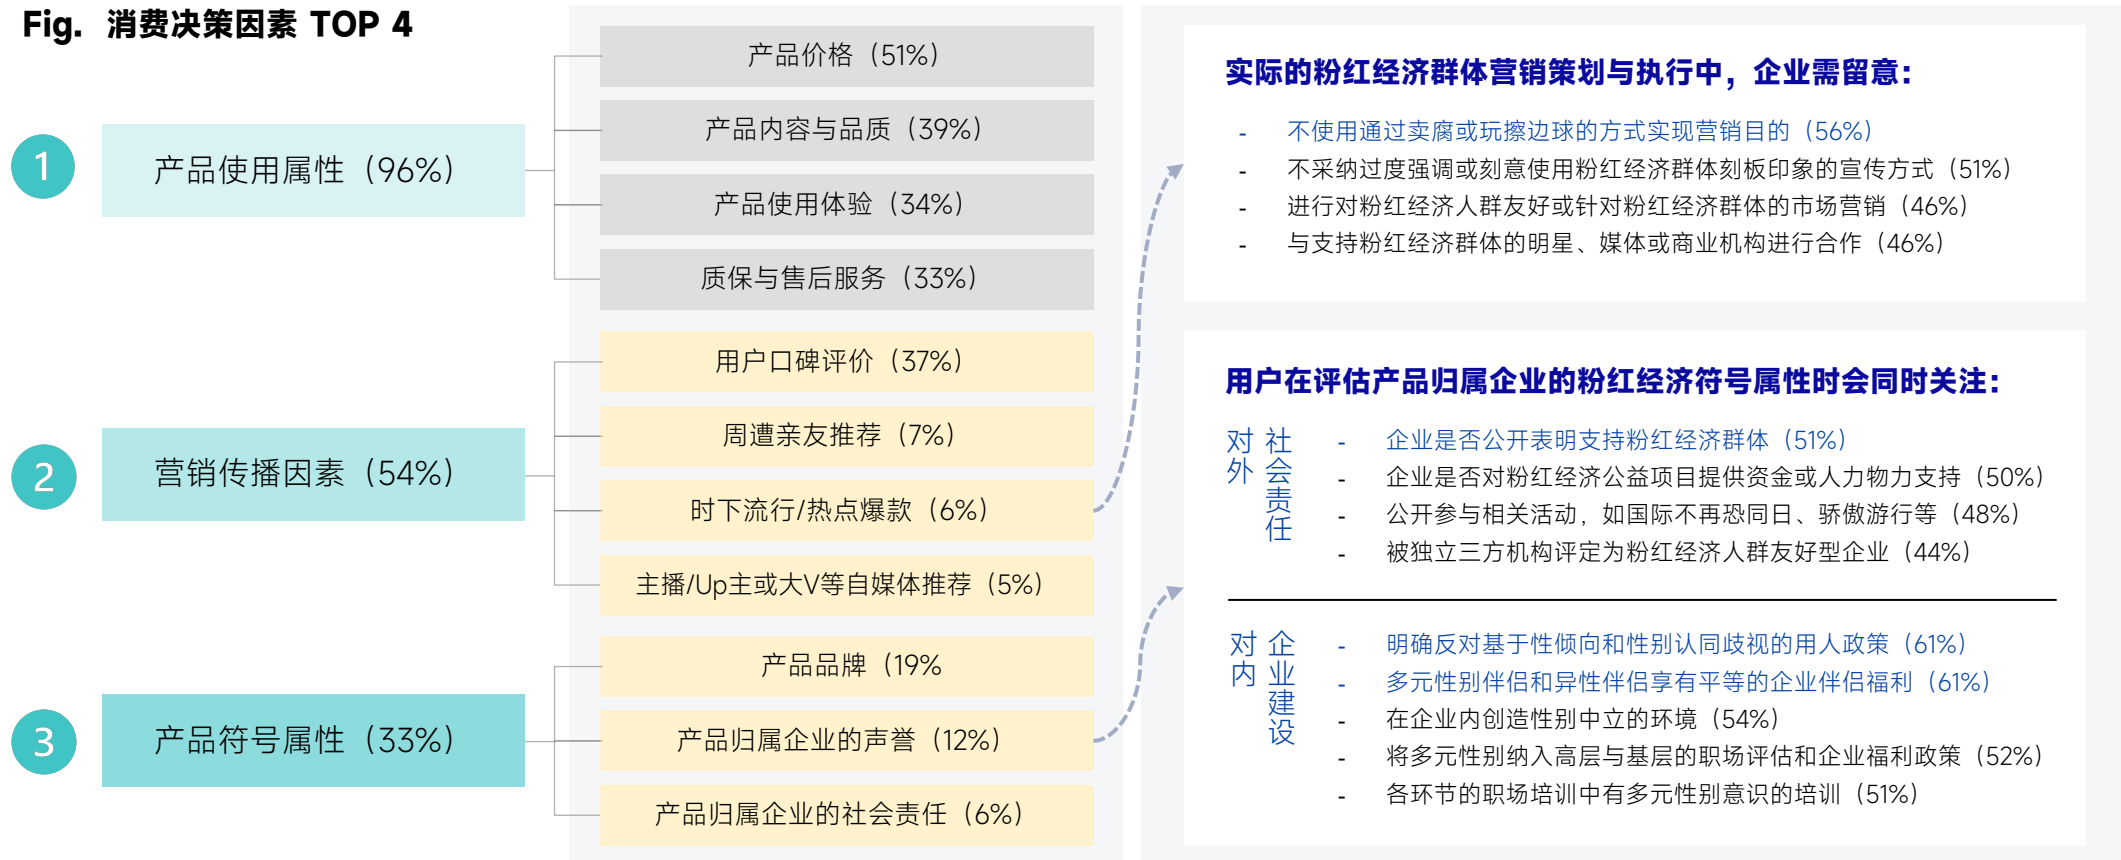 Fig. 消费决策因素 TOP 4
1
产品使用属性（96%）
产品价格（51%）
产品内容与品质（39%）
产品使用体验（34%）
质保与售后服务（33%）
2
营销传播因素（54%）
用户口碑评价（37%）
周遭亲友推荐（7%）
时下流行/热点爆款（6%）
主播/Up主或大V等自媒体推荐（5%）
3
产品符号属性（33%）
产品品牌（19%
产品归属企业的声誉（12%）
产品归属企业的社会责任（6%）
实际的粉红经济群体营销策划与执行中，企业需留意：
- 不使用通过卖腐或玩擦边球的方式实现营销目的（56%）
- 不采纳过度强调或刻意使用粉红经济群体刻板印象的宣传方式（51%）
- 进行对粉红经济人群友好或针对粉红经济群体的市场营销（46%）
- 与支持粉红经济群体的明星、媒体或商业机构进行合作（46%）
用户在评估产品归属企业的粉红经济符号属性时会同时关注：
对外
社会责任
- 企业是否公开表明支持粉红经济群体（51%）
- 企业是否对粉红经济公益项目提供资金或人力物力支持（50%）
- 公开参与相关活动，如国际不再恐同日、骄傲游行等（48%）
- 被独立三方机构评定为粉红经济人群友好型企业（44%）
对内
企业建设
- 明确反对基于性倾向和性别认同歧视的用人政策（61%）
- 多元性别伴侣和异性伴侣享有平等的企业伴侣福利（61%）
- 在企业内创造性别中立的环境（54%）
- 将多元性别纳入高层与基层的职场评估和企业福利政策（52%）
- 各环节的职场培训中有多元性别意识的培训（51%）